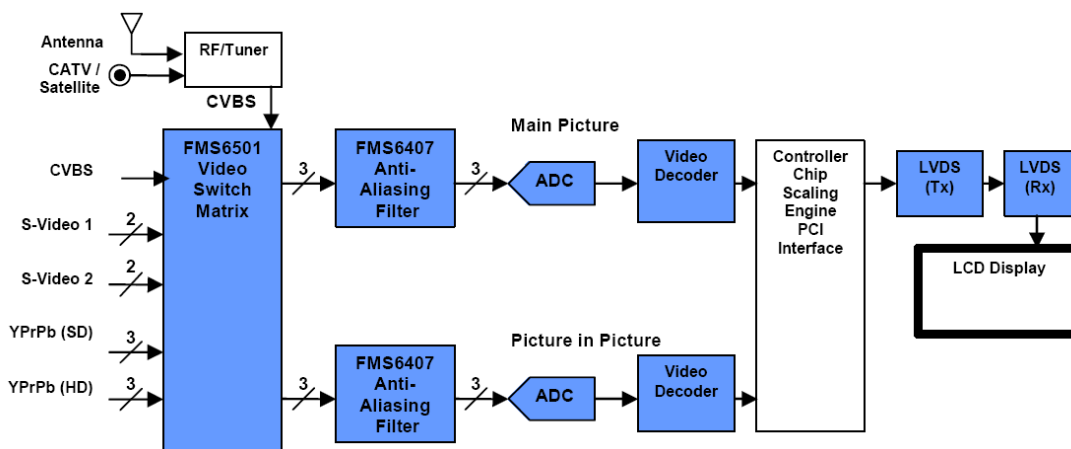 Antenna
CATV /
Satellite
RF/Tuner
CVBS
CVBS
S-Video 1
2
S-Video 2
2
YPrPb (SD)
3
YPrPb (HD)
3
FMS6501
Video
Switch
Matrix
3
FMS6407
Anti-
Aliasing
Filter
3
Main Picture
ADC
Video
Decoder
3
FMS6407
Anti-
Aliasing
Filter
3
Picture in Picture
ADC
Video
Decoder
Controller
Chip
Scaling
Engine
PCI
Interface
LVDS
(Tx)
LVDS
(Rx)
LCD Display